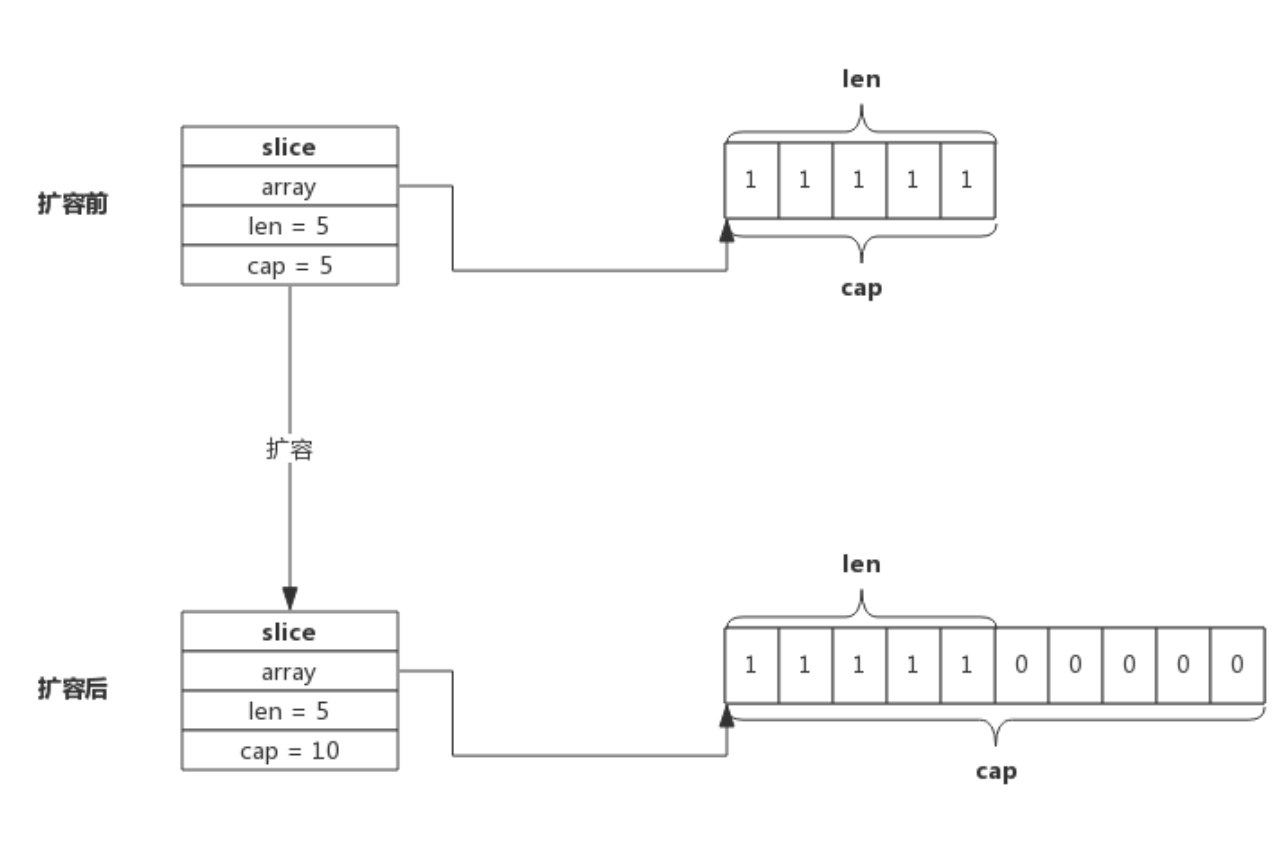 len
slice
array
len = 5
cap = 5
扩容前
1 1 1 1 1
cap
扩容
len
slice
array
len = 5
cap = 10
扩容后
1 1 1 1 1 0 0 0 0 0
cap